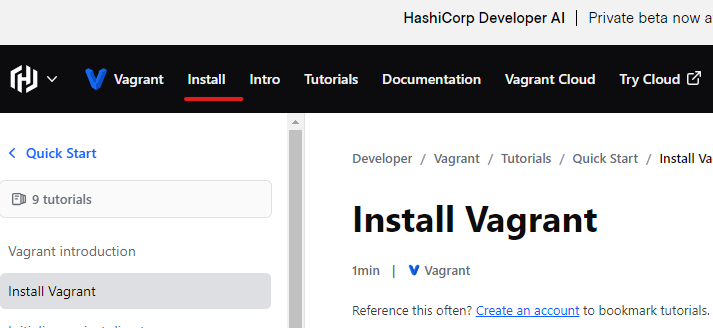 HashiCorp Developer AI | Private beta now a
Vagrant Install Intro Tutorials Documentation Vagrant Cloud Try Cloud
Quick Start
9 tutorials
Vagrant introduction
Install Vagrant
Developer / Vagrant / Tutorials / Quick Start / Install Va
Install Vagrant
1min | Vagrant
Reference this often? Create an account to bookmark tutorials.